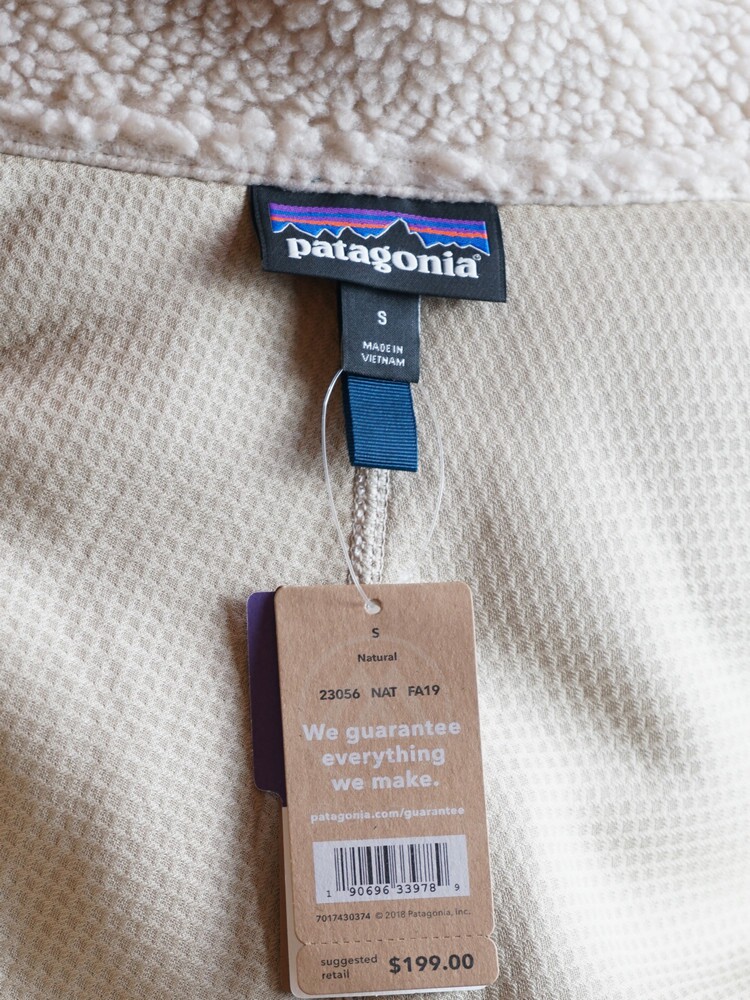 patagonia®
S
MADE IN
VIETNAM
S
Natural
23056 NAT FA19
We guarantee
everything
we make.
patagonia.com/guarantee
1 90696 33978 9
7017430374 © 2018 Patagonia, Inc.
suggested
retail
$199.00